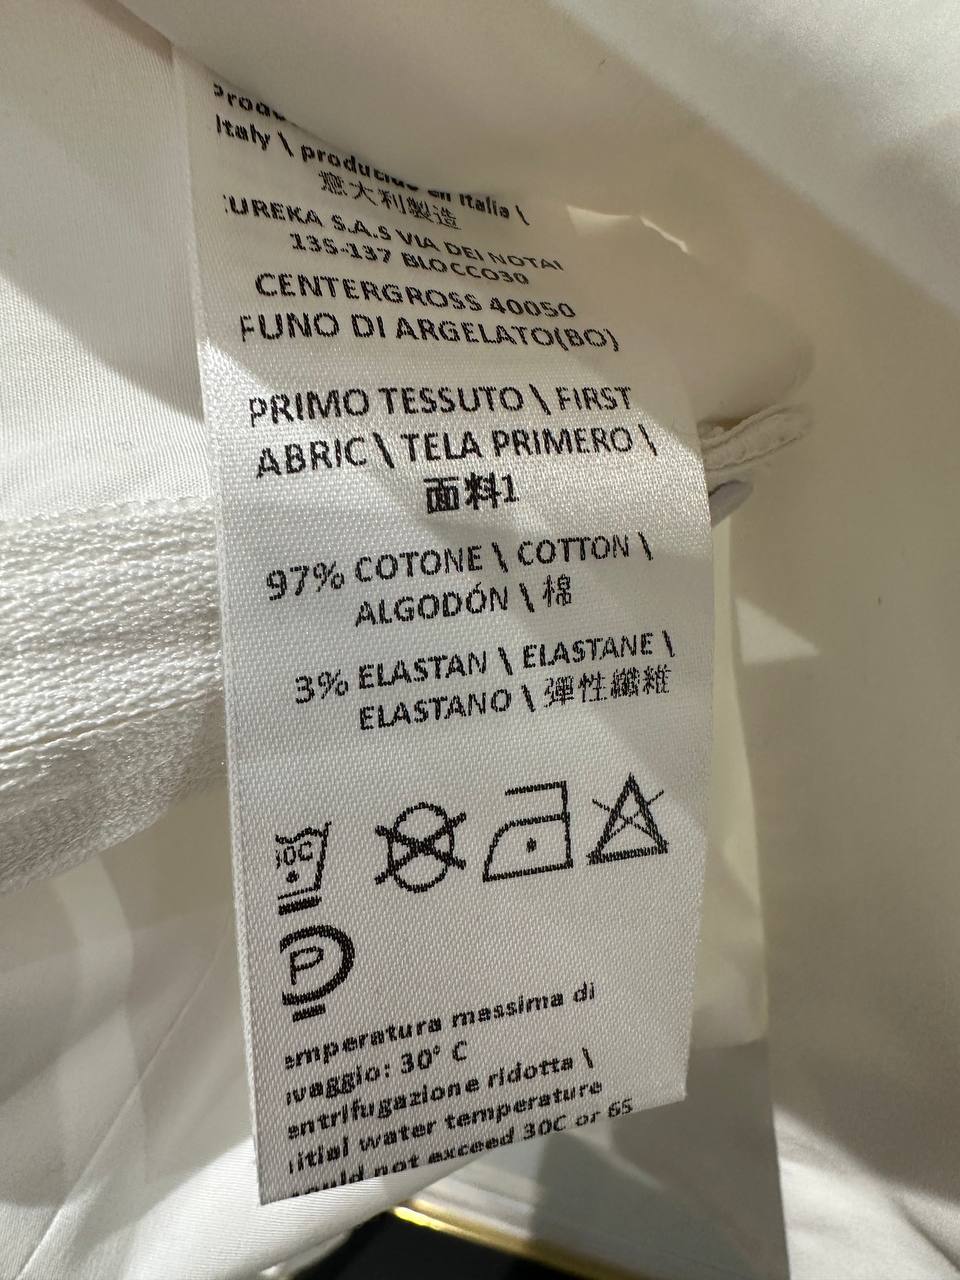 Italy \ producido en Italia \
意大利製造
EUREKA S.A.S VIA DEI NOTAI
135-137 BLOCCO30
CENTERGROSS 40050
FUNO DI ARGELATO(BO)
PRIMO TESSUTO \ FIRST
ABRIC \ TELA PRIMERO \
面料1
97% COTONE \ COTTON \
ALGODÓN \ 棉
3% ELASTAN \ ELASTANE \
ELASTANO \ 彈性纖維
30C
P
emperatura massima di
avaggio: 30° C
entrifugazione ridotta \
itial water temperature
ould not exceed 30C or 65